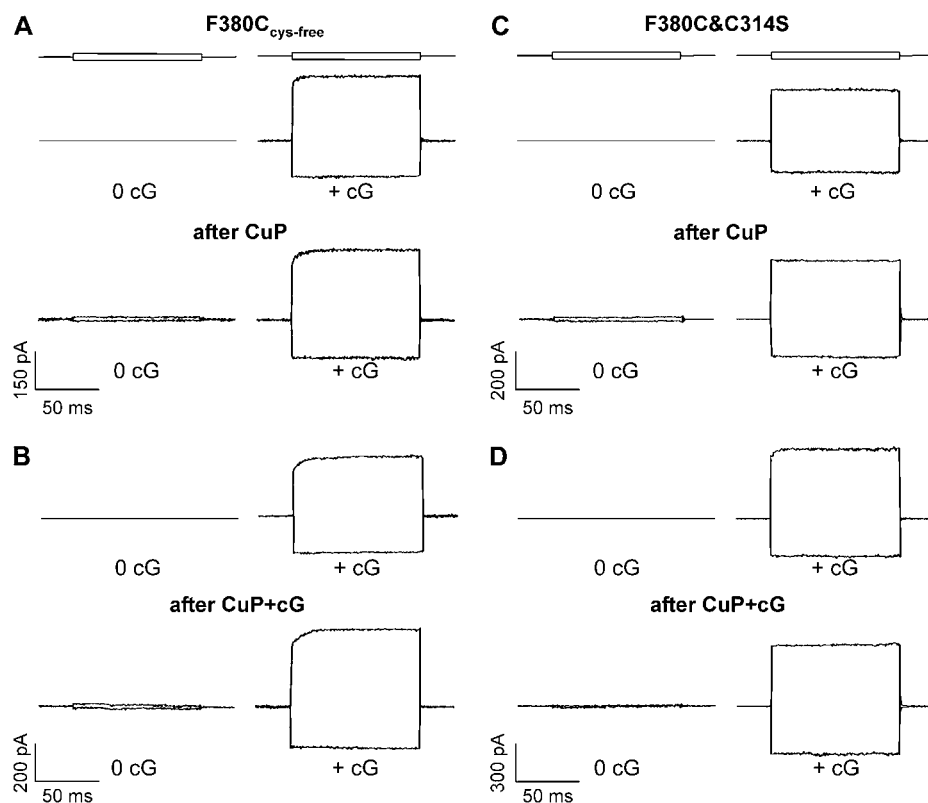 A
F380Ccys-free
0 cG
+ cG
after CuP
150 pA
0 cG
+ cG
50 ms
C
F380C&C314S
0 cG
+ cG
after CuP
200 pA
0 cG
+ cG
50 ms
B
0 cG
+ cG
after CuP+cG
200 pA
0 cG
+ cG
50 ms
D
0 cG
+ cG
after CuP+cG
300 pA
0 cG
+ cG
50 ms